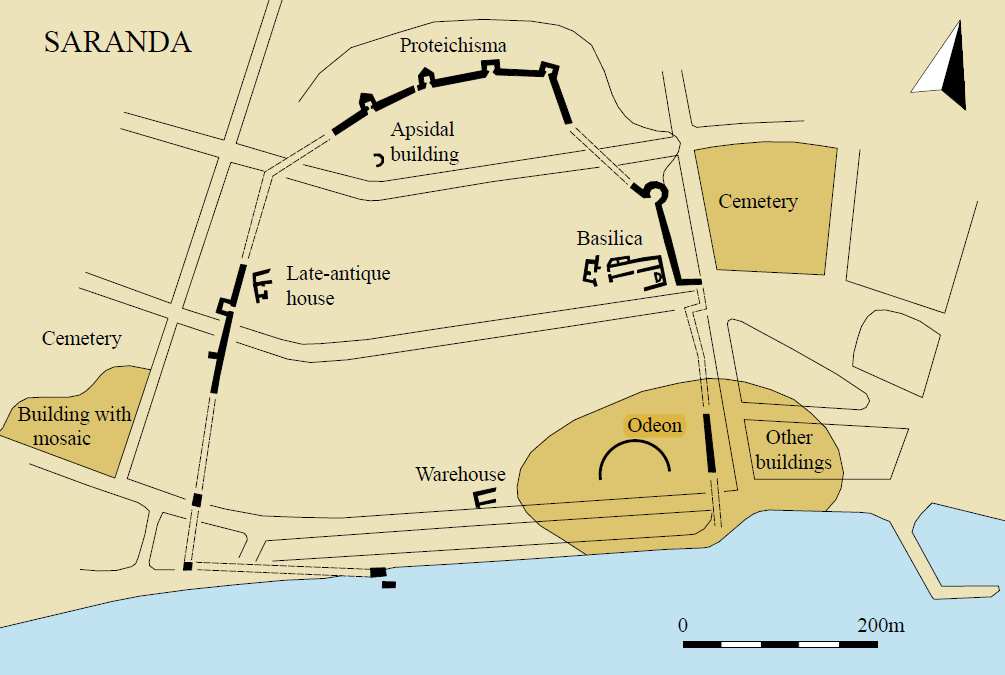 SARANDA
Proteichisma
Apsidal
building
Cemetery
Basilica
Late-antique
house
Cemetery
Building with
mosaic
Odeon
Other
buildings
Warehouse
0 200m